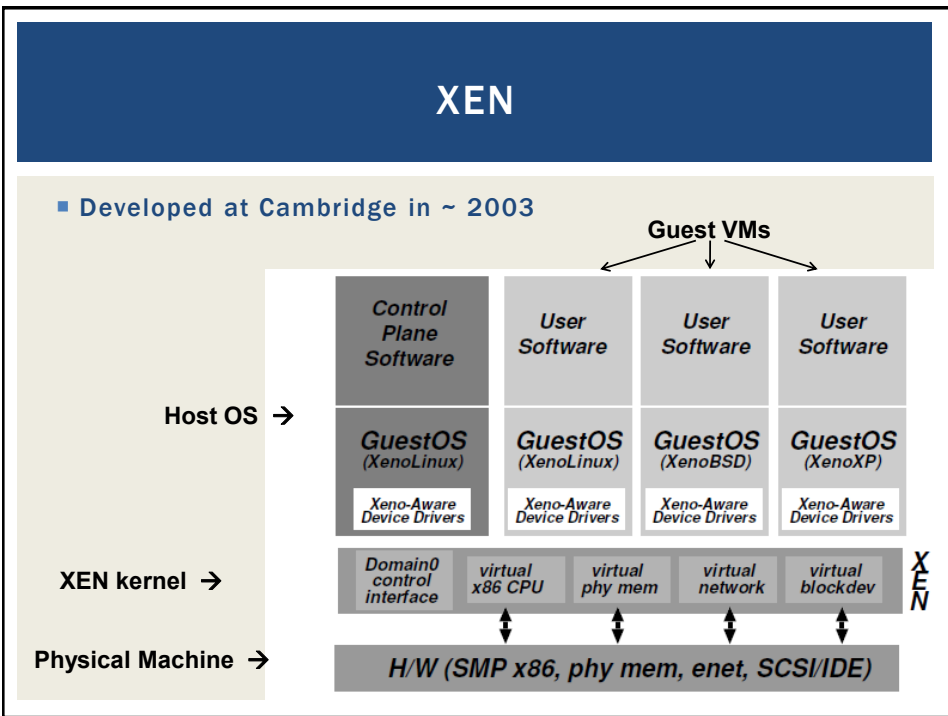 XEN
■ Developed at Cambridge in ~ 2003
Guest VMs
Control
Plane
Software
User
Software
User
Software
User
Software
Host OS →
GuestOS
(XenoLinux)
GuestOS
(XenoLinux)
GuestOS
(XenoBSD)
GuestOS
(XenoXP)
Xeno-Aware
Device Drivers
Xeno-Aware
Device Drivers
Xeno-Aware
Device Drivers
Xeno-Aware
Device Drivers
XEN kernel →
Domain0
control
interface
virtual
x86 CPU
virtual
phy mem
virtual
network
virtual
blockdev
XEN
Physical Machine →
H/W (SMP x86, phy mem, enet, SCSI/IDE)